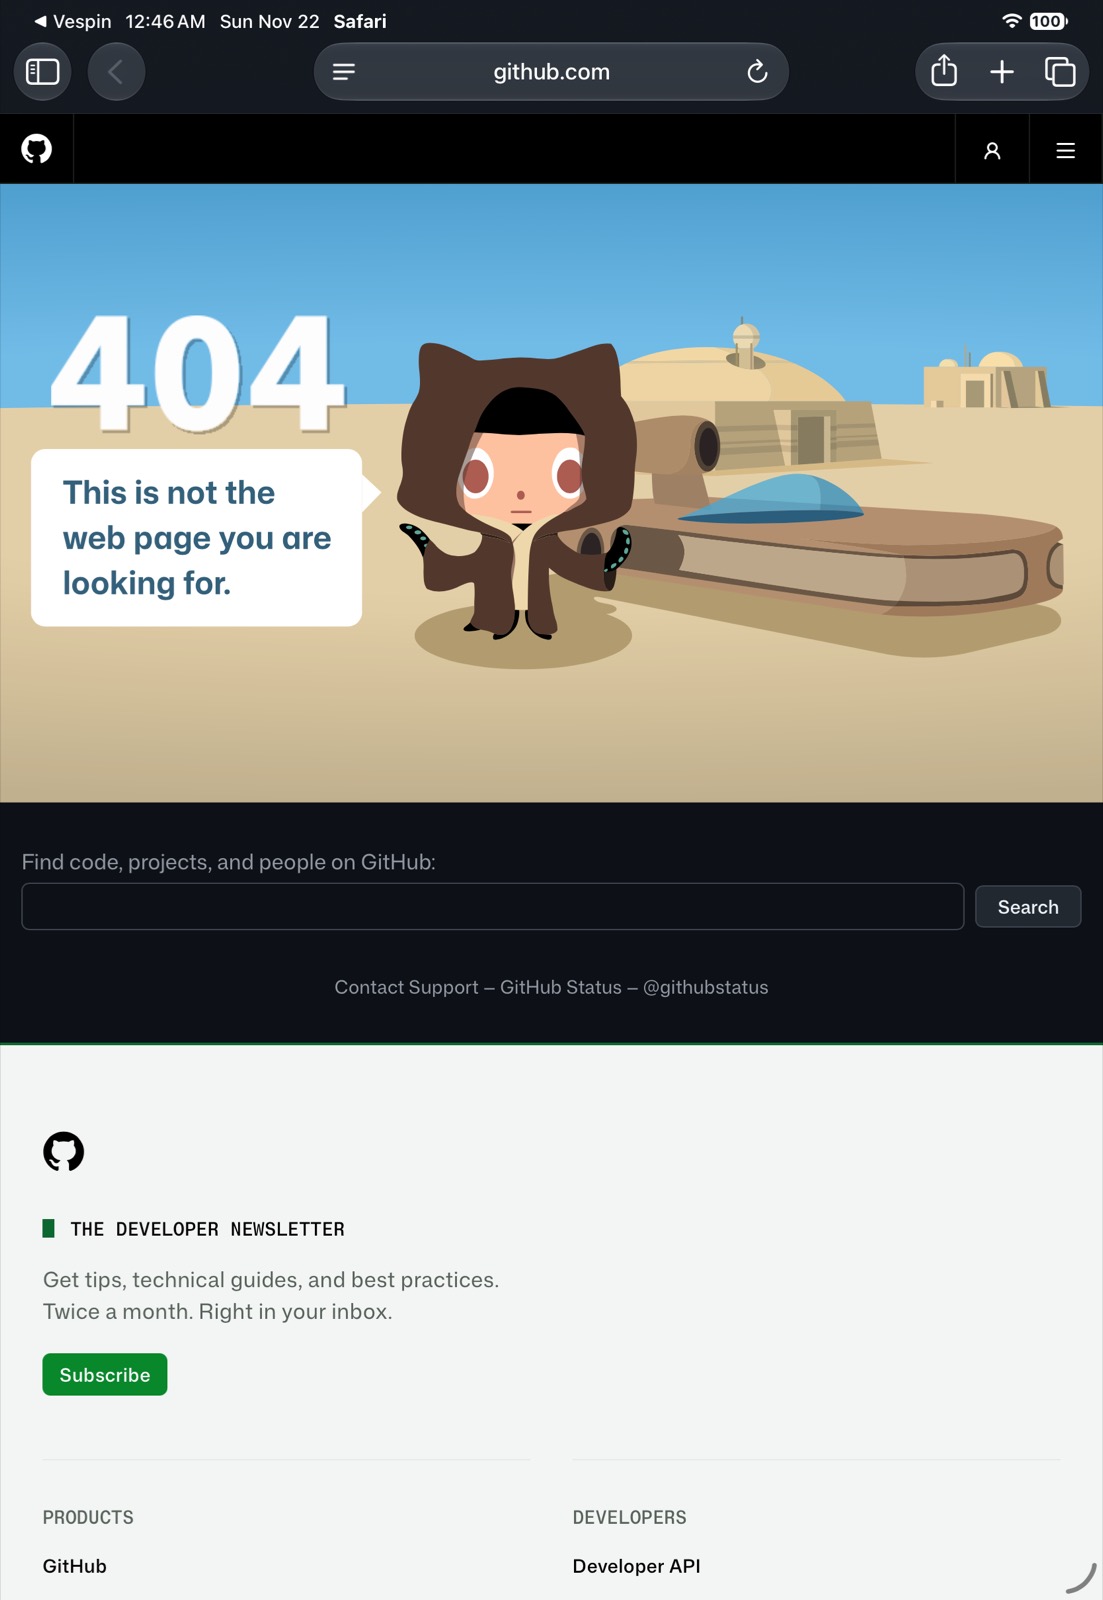 ◀ Vespin 12:46 AM Sun Nov 22 Safari 100
github.com
404
This is not the
web page you are
looking for.
Find code, projects, and people on GitHub:
Search
Contact Support — GitHub Status — @githubstatus
THE DEVELOPER NEWSLETTER
Get tips, technical guides, and best practices.
Twice a month. Right in your inbox.
Subscribe
PRODUCTS
GitHub
DEVELOPERS
Developer API